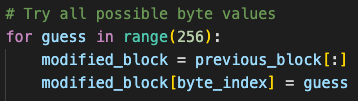 # Try all possible byte values
for guess in range(256):
    modified_block = previous_block[:]
    modified_block[byte_index] = guess